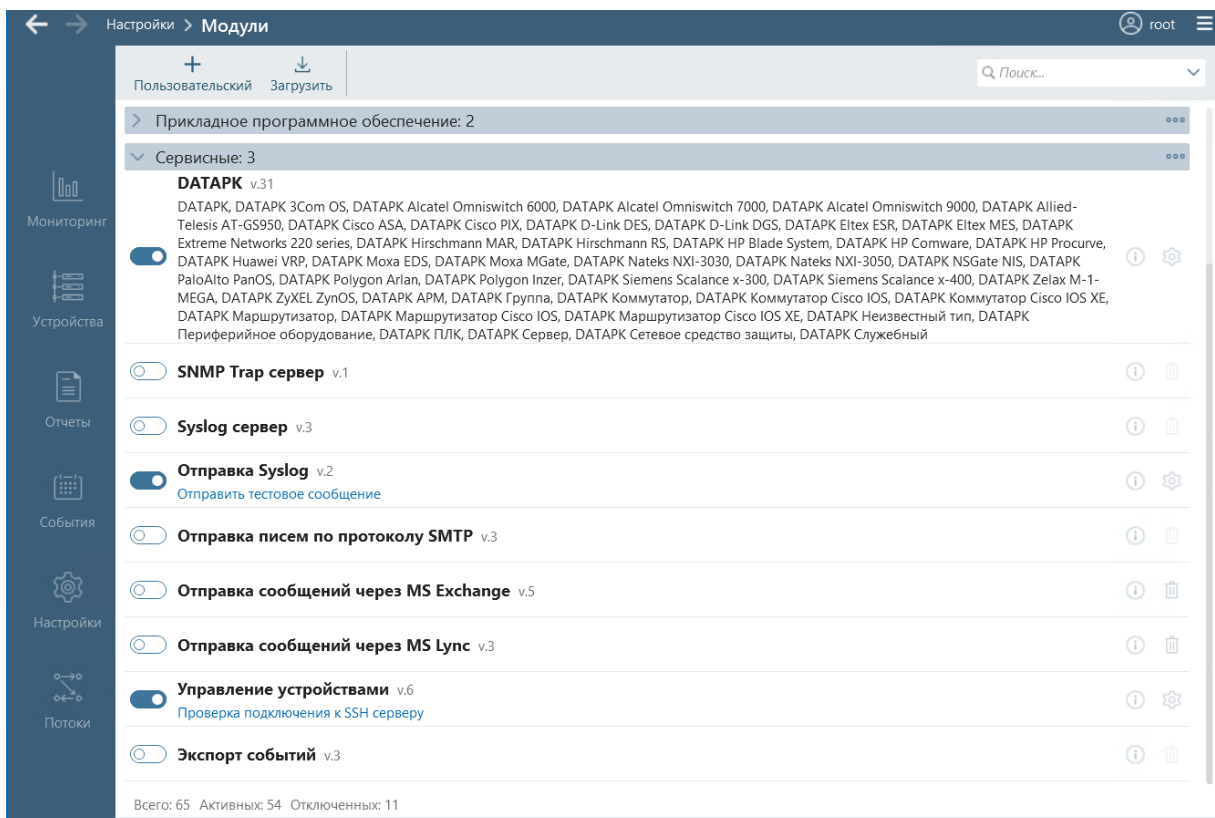 Настройки > Модули
root
Пользовательский
Загрузить
Поиск...
Прикладное программное обеспечение: 2
Сервисные: 3
DATAPK v.31
DATAPK, DATAPK 3Com OS, DATAPK Alcatel Omniswitch 6000, DATAPK Alcatel Omniswitch 7000, DATAPK Alcatel Omniswitch 9000, DATAPK Allied-
Telesis AT-GS950, DATAPK Cisco ASA, DATAPK Cisco PIX, DATAPK D-Link DES, DATAPK D-Link DGS, DATAPK Eltex ESR, DATAPK Eltex MES, DATAPK
Extreme Networks 220 series, DATAPK Hirschmann MAR, DATAPK Hirschmann RS, DATAPK HP Blade System, DATAPK HP Comware, DATAPK HP Procurve,
DATAPK Huawei VRP, DATAPK Moxa EDS, DATAPK Moxa MGate, DATAPK Nateks NXI-3030, DATAPK Nateks NXI-3050, DATAPK NSGate NIS, DATAPK
PaloAlto PanOS, DATAPK Polygon Arlan, DATAPK Polygon Inzer, DATAPK Siemens Scalance x-300, DATAPK Siemens Scalance x-400, DATAPK Zelax M-1-
MEGA, DATAPK ZyXEL ZynOS, DATAPK АРМ, DATAPK Группа, DATAPK Коммутатор, DATAPK Коммутатор Cisco IOS, DATAPK Коммутатор Cisco IOS XE,
DATAPK Маршрутизатор, DATAPK Маршрутизатор Cisco IOS, DATAPK Маршрутизатор Cisco IOS XE, DATAPK Неизвестный тип, DATAPK
Периферийное оборудование, DATAPK ПЛК, DATAPK Сервер, DATAPK Сетевое средство защиты, DATAPK Служебный
SNMP Trap сервер v.1
Syslog сервер v.3
Отправка Syslog v.2
Отправить тестовое сообщение
Отправка писем по протоколу SMTP v.3
Отправка сообщений через MS Exchange v.5
Отправка сообщений через MS Lync v.3
Управление устройствами v.6
Проверка подключения к SSH серверу
Экспорт событий v.3
Всего: 65 Активных: 54 Отключенных: 11
Мониторинг
Устройства
Отчеты
События
Настройки
Потоки